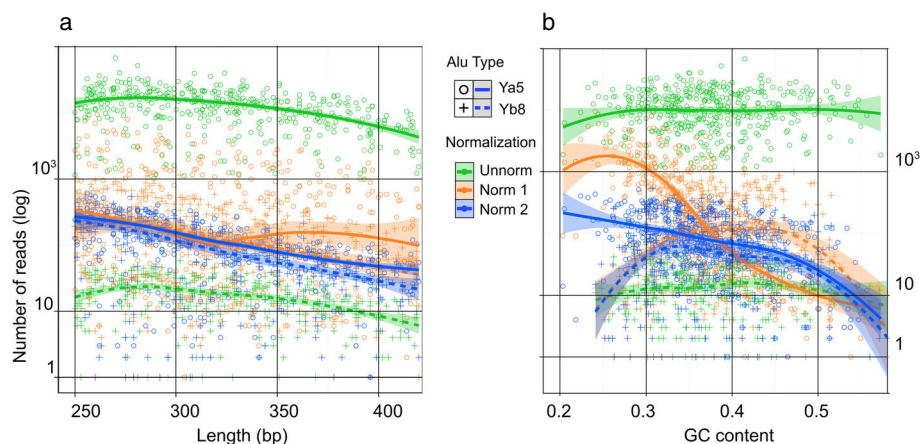 a
b
Number of reads (log)
10³
10
1
250
300
350
400
Length (bp)
Alu Type
Ya5
Yb8
Normalization
Unnorm
Norm 1
Norm 2
10³
10
1
0.2
0.3
0.4
0.5
GC content